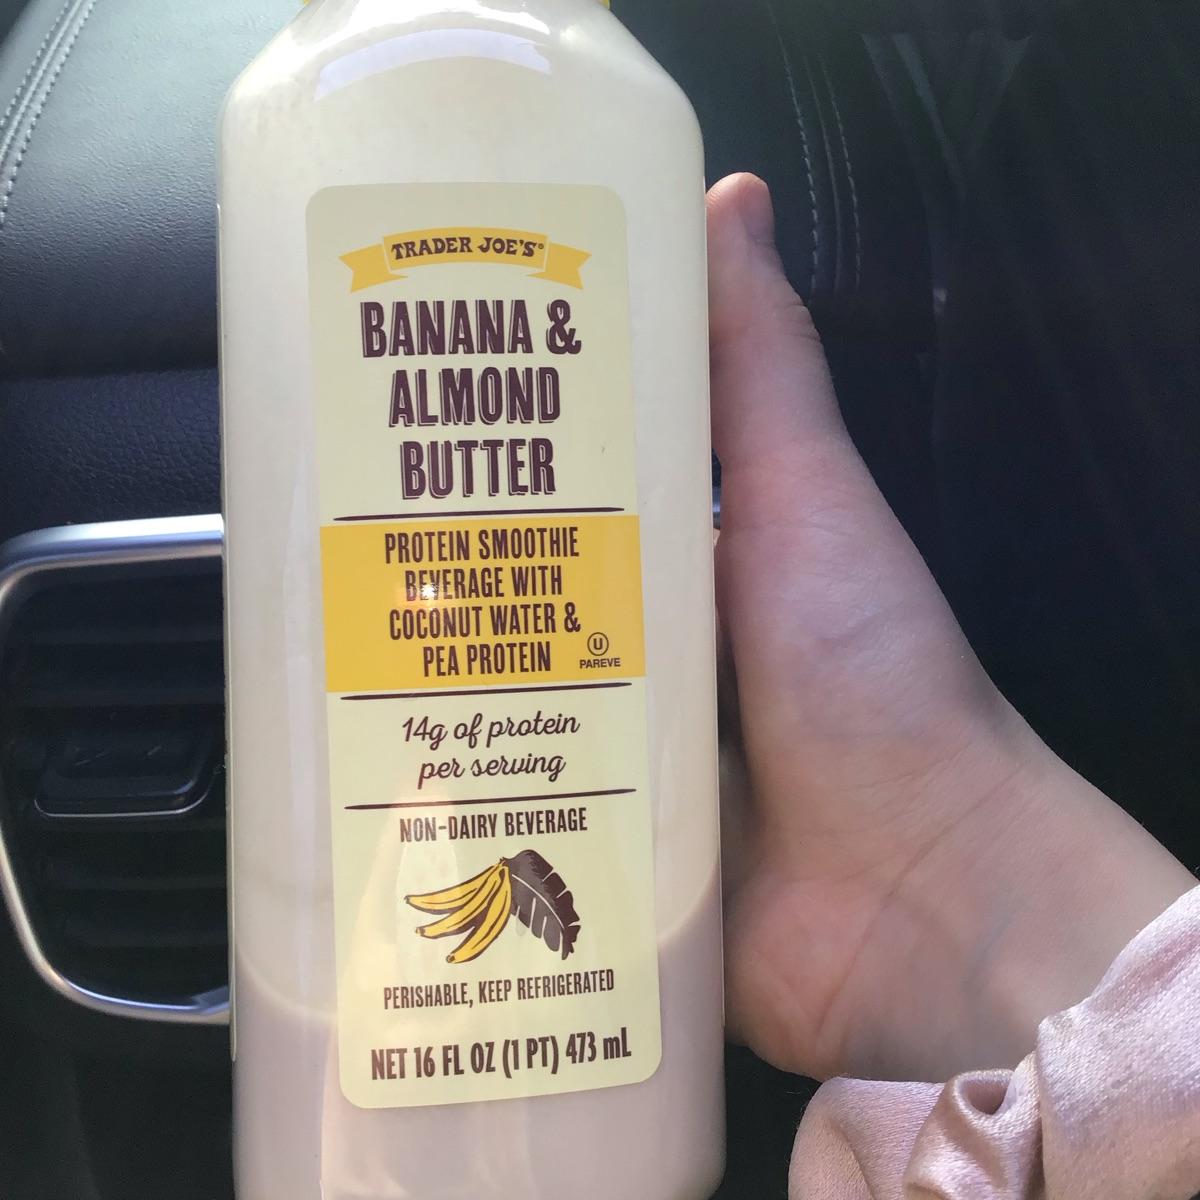 TRADER JOE'S®
BANANA &
ALMOND
BUTTER
PROTEIN SMOOTHIE
BEVERAGE WITH
COCONUT WATER &
PEA PROTEIN
U
PAREVE
14g of protein
per serving
NON-DAIRY BEVERAGE
PERISHABLE, KEEP REFRIGERATED
NET 16 FL OZ (1 PT) 473 mL